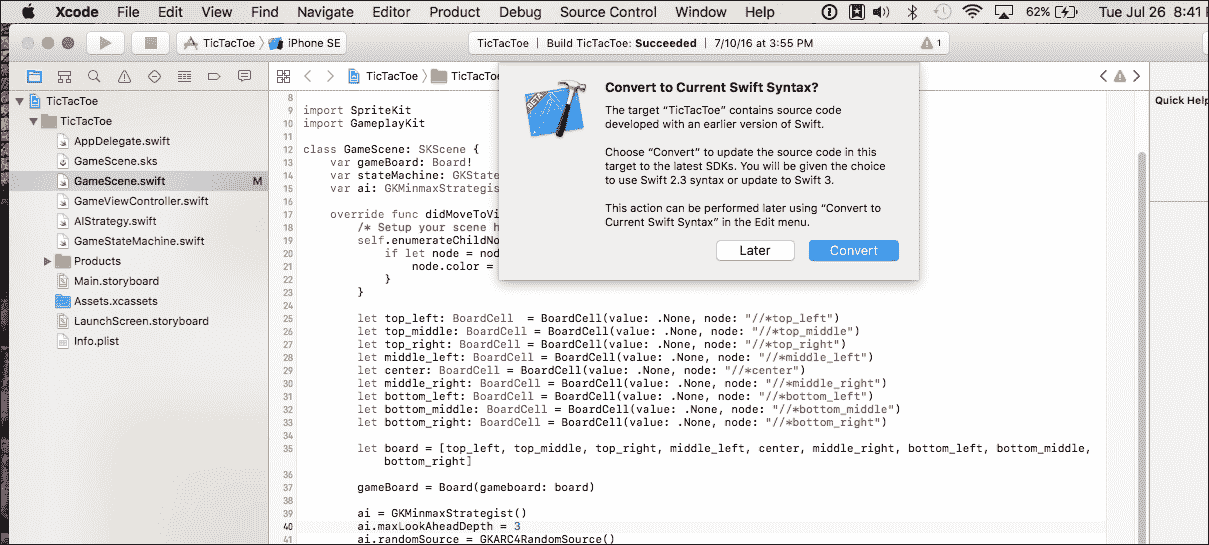 Xcode File Edit View Find Navigate Editor Product Debug Source Control Window Help 62% Tue Jul 26 8:41
TicTacToe iPhone SE TicTacToe | Build TicTacToe: Succeeded | 7/10/16 at 3:55 PM 1
TicTacToe TicTacToe
TicTacToe
TicTacToe
AppDelegate.swift
GameScene.sks
GameScene.swift M
GameViewController.swift
AIStrategy.swift
GameStateMachine.swift
Products
Main.storyboard
Assets.xcassets
LaunchScreen.storyboard
Info.plist
8
9 import SpriteKit
10 import GameplayKit
11
12 class GameScene: SKScene {
13 var gameBoard: Board!
14 var stateMachine: GKState
15 var ai: GKMinmaxStrategis
16
17 override func didMoveToVi
18 /* Setup your scene h
19 self.enumerateChildNo
20 if let node = nod
21 node.color =
22 }
23 }
24
25 let top_left: BoardCell = BoardCell(value: .None, node: "//*top_left")
26 let top_middle: BoardCell = BoardCell(value: .None, node: "//*top_middle")
27 let top_right: BoardCell = BoardCell(value: .None, node: "//*top_right")
28 let middle_left: BoardCell = BoardCell(value: .None, node: "//*middle_left")
29 let center: BoardCell = BoardCell(value: .None, node: "//*center")
30 let middle_right: BoardCell = BoardCell(value: .None, node: "//*middle_right")
31 let bottom_left: BoardCell = BoardCell(value: .None, node: "//*bottom_left")
32 let bottom_middle: BoardCell = BoardCell(value: .None, node: "//*bottom_middle")
33 let bottom_right: BoardCell = BoardCell(value: .None, node: "//*bottom_right")
34
35 let board = [top_left, top_middle, top_right, middle_left, center, middle_right, bottom_left, bottom_middle,
bottom_right]
36
37 gameBoard = Board(gameboard: board)
38
39 ai = GKMinmaxStrategist()
40 ai.maxLookAheadDepth = 3
41 ai.randomSource = GKARC4RandomSource()
Convert to Current Swift Syntax?
The target “TicTacToe” contains source code
developed with an earlier version of Swift.
Choose “Convert” to update the source code in this
target to the latest SDKs. You will be given the choice
to use Swift 2.3 syntax or update to Swift 3.
This action can be performed later using “Convert to
Current Swift Syntax” in the Edit menu.
Later Convert
Quick Help